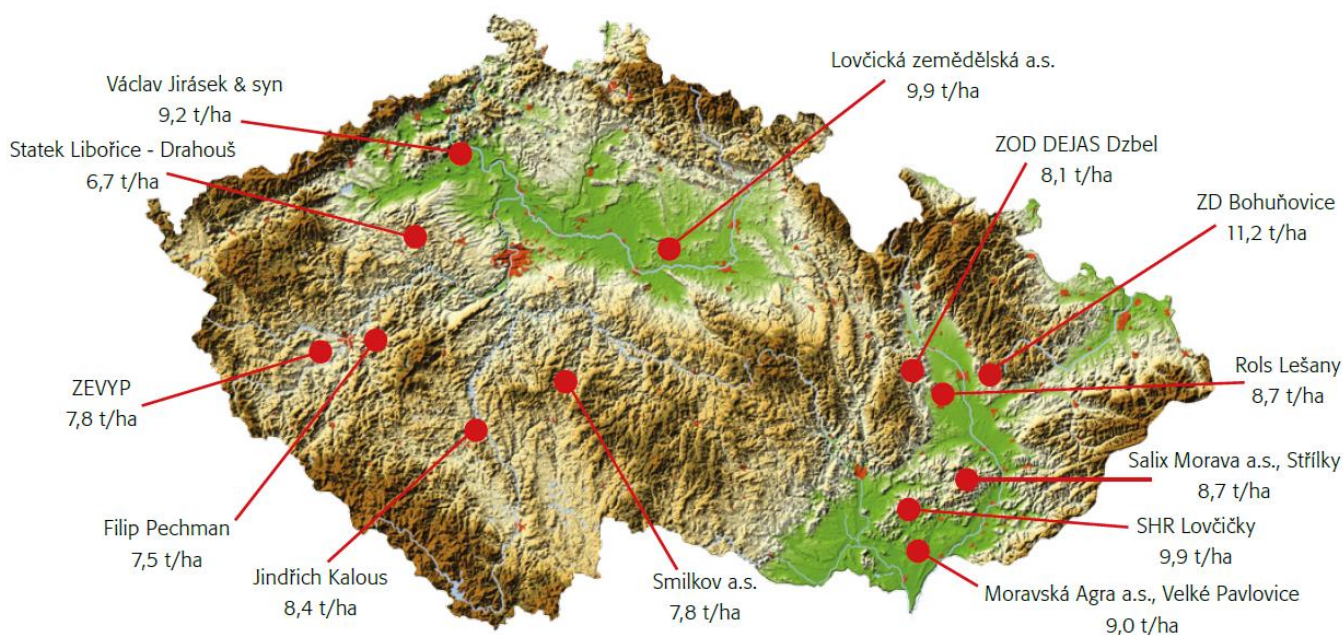 Václav Jirásek & syn
9,2 t/ha
Statek Libořice - Drahouš
6,7 t/ha
Lovčická zemědělská a.s.
9,9 t/ha
ZOD DEJAS Dzbel
8,1 t/ha
ZD Bohuňovice
11,2 t/ha
Rols Lešany
8,7 t/ha
ZEVYP
7,8 t/ha
Salix Morava a.s., Střílky
8,7 t/ha
Filip Pechman
7,5 t/ha
SHR Lovčičky
9,9 t/ha
Jindřich Kalous
8,4 t/ha
Smilkov a.s.
7,8 t/ha
Moravská Agra a.s., Velké Pavlovice
9,0 t/ha